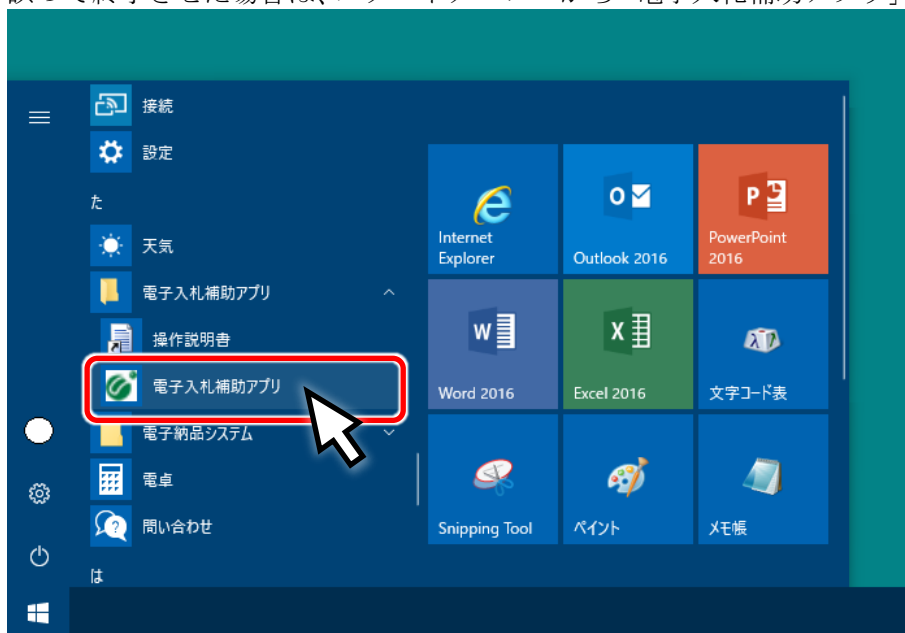 接続
設定
た
天気
電子入札補助アプリ
操作説明書
電子入札補助アプリ
電子納品システム
電卓
問い合わせ
は
Internet
Explorer
Outlook 2016
PowerPoint
2016
Word 2016
Excel 2016
文字コード表
Snipping Tool
ペイント
メモ帳